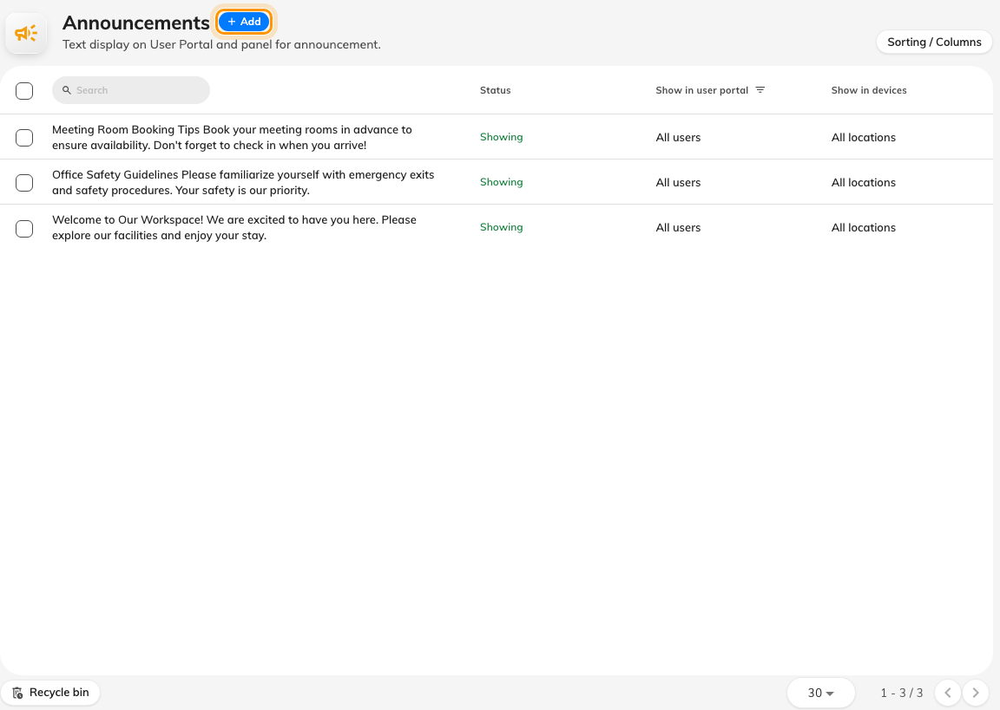 Announcements
+ Add
Text display on User Portal and panel for announcement.
Sorting / Columns
Search
Status
Show in user portal
Show in devices
Meeting Room Booking Tips Book your meeting rooms in advance to
ensure availability. Don't forget to check in when you arrive!
Showing
All users
All locations
Office Safety Guidelines Please familiarize yourself with emergency exits
and safety procedures. Your safety is our priority.
Showing
All users
All locations
Welcome to Our Workspace! We are excited to have you here. Please
explore our facilities and enjoy your stay.
Showing
All users
All locations
Recycle bin
30
1 - 3 / 3